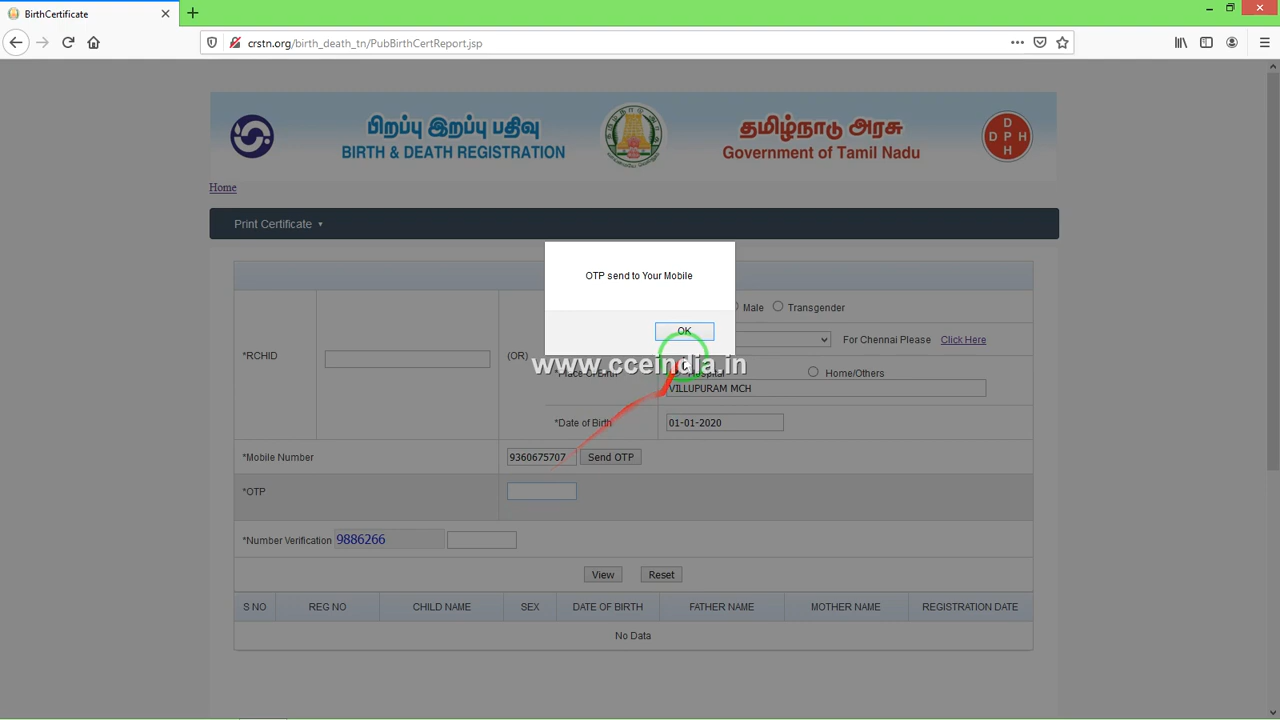 BirthCertificate
crstn.org/birth_death_tn/PubBirthCertReport.jsp
பிறப்பு இறப்பு பதிவு
BIRTH & DEATH REGISTRATION
தமிழ்நாடு அரசு
Government of Tamil Nadu
D
D P H
H
Home
Print Certificate
OTP send to Your Mobile
OK
Male
Transgender
*RCHID
(OR)
For Chennai Please
Click Here
www.cceindia.in
*Place Of Birth
Hospital
Home/Others
VILLUPURAM MCH
*Date of Birth
01-01-2020
*Mobile Number
9360675707
Send OTP
*OTP
*Number Verification
9886266
View
Reset
S NO
REG NO
CHILD NAME
SEX
DATE OF BIRTH
FATHER NAME
MOTHER NAME
REGISTRATION DATE
No Data